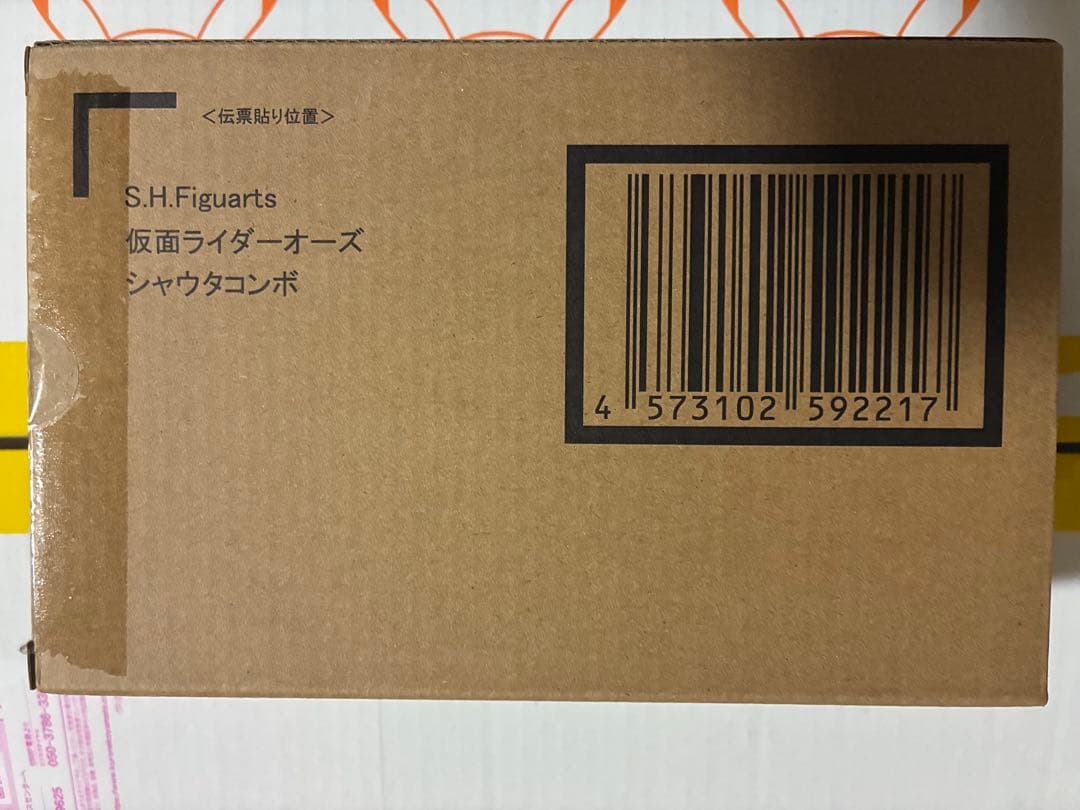 <伝票貼り位置>
S.H.Figuarts
仮面ライダーオーズ
シャウタコンボ
4 573102 592217